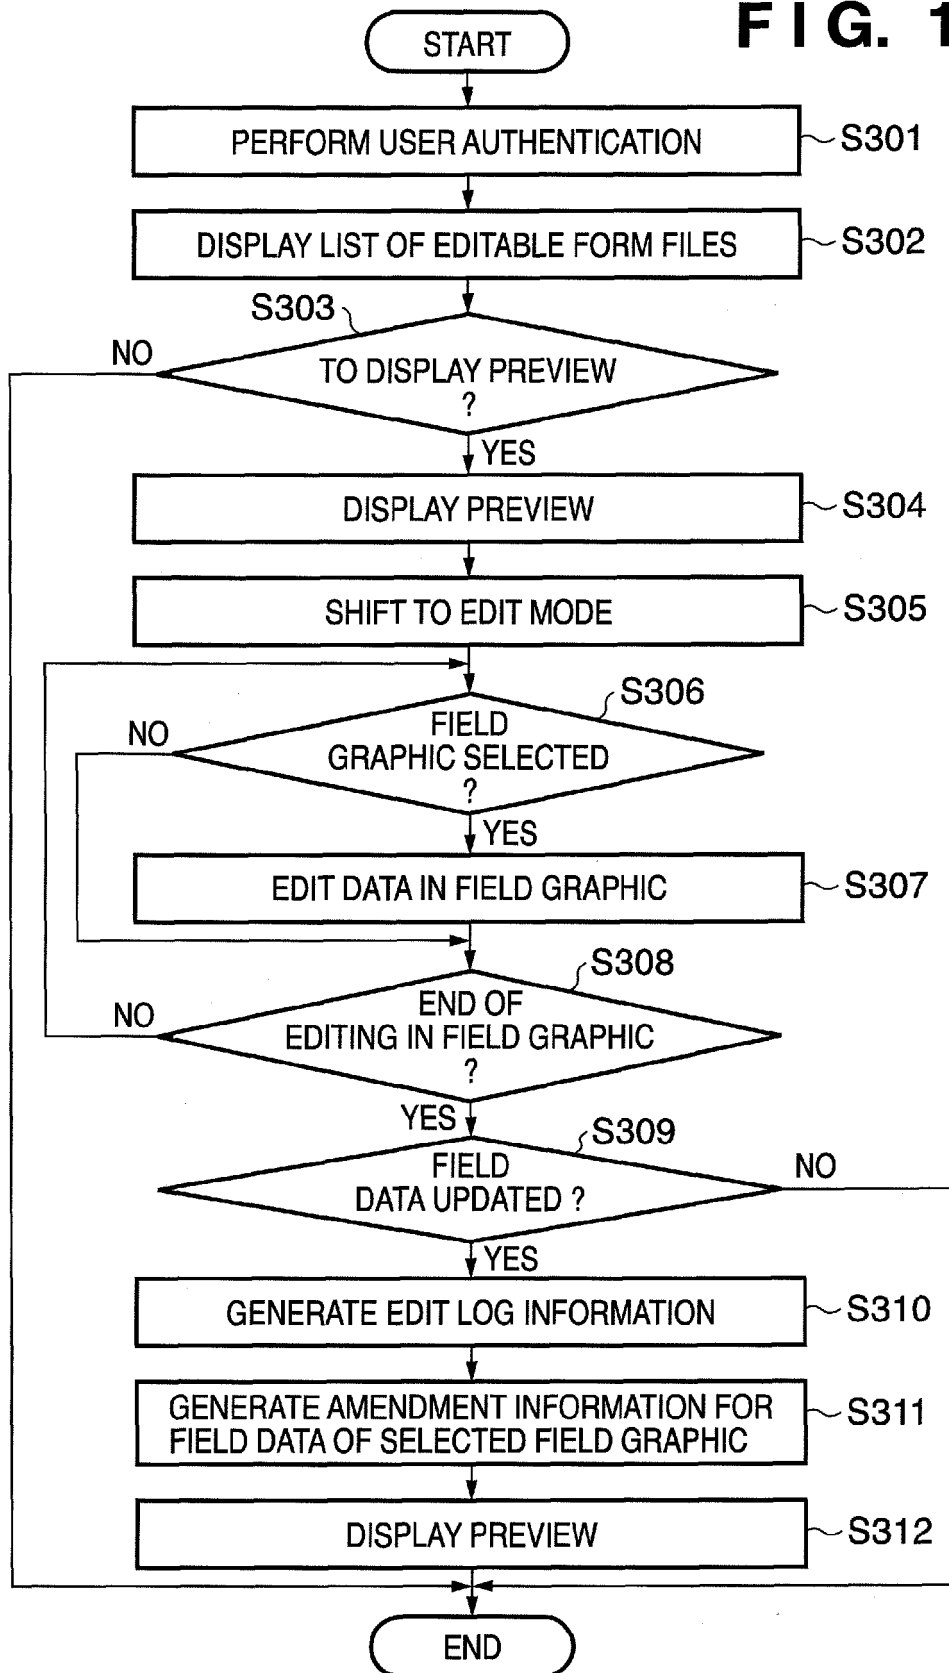 FIG. 1
START
PERFORM USER AUTHENTICATION
S301
DISPLAY LIST OF EDITABLE FORM FILES
S302
S303
NO
TO DISPLAY PREVIEW
?
YES
DISPLAY PREVIEW
S304
SHIFT TO EDIT MODE
S305
S306
NO
FIELD
GRAPHIC SELECTED
?
YES
EDIT DATA IN FIELD GRAPHIC
S307
S308
NO
END OF
EDITING IN FIELD GRAPHIC
?
YES
S309
NO
FIELD
DATA UPDATED ?
YES
GENERATE EDIT LOG INFORMATION
S310
GENERATE AMENDMENT INFORMATION FOR
FIELD DATA OF SELECTED FIELD GRAPHIC
S311
DISPLAY PREVIEW
S312
END